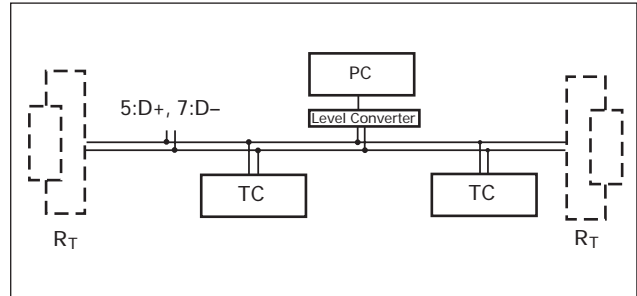 PC
5:D+, 7:D–
Level Converter
TC
TC
RT
RT